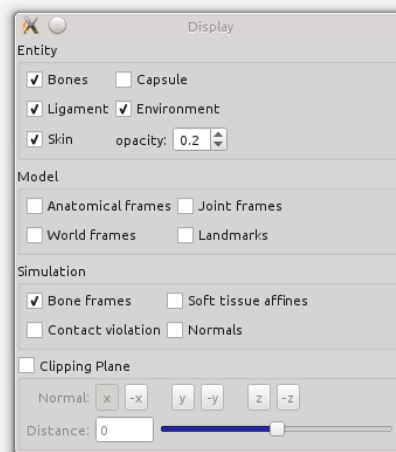 Display
Entity
Bones Capsule
Ligament Environment
Skin opacity: 0.2
Model
Anatomical frames Joint frames
World frames Landmarks
Simulation
Bone frames Soft tissue affines
Contact violation Normals
Clipping Plane
Normal: x -x y -y z -z
Distance: 0